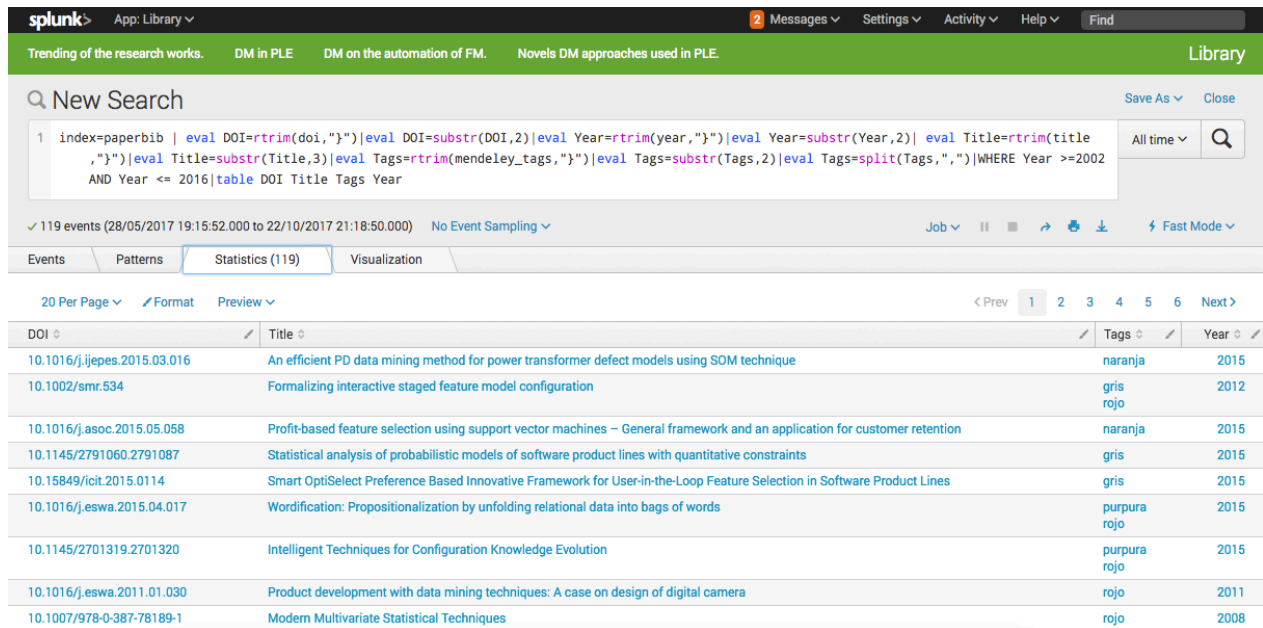 splunk> App: Library 2 Messages Settings Activity Help Find
Trending of the research works. DM in PLE DM on the automation of FM. Novels DM approaches used in PLE. Library
New Search Save As Close
1 index=paperbib | eval DOI=rtrim(doi,"}")|eval DOI=substr(DOI,2)|eval Year=rtrim(year,"}")|eval Year=substr(Year,2)| eval Title=rtrim(title
,"}")|eval Title=substr(Title,3)|eval Tags=rtrim(mendeley_tags,"}")|eval Tags=substr(Tags,2)|eval Tags=split(Tags,",")|WHERE Year >=2002
AND Year <= 2016|table DOI Title Tags Year
All time
119 events (28/05/2017 19:15:52.000 to 22/10/2017 21:18:50.000) No Event Sampling Job Fast Mode
Events Patterns Statistics (119) Visualization
20 Per Page Format Preview < Prev 1 2 3 4 5 6 Next >
DOI Title Tags Year
10.1016/j.ijepes.2015.03.016 An efficient PD data mining method for power transformer defect models using SOM technique naranja 2015
10.1002/smr.534 Formalizing interactive staged feature model configuration gris 2012
rojo
10.1016/j.asoc.2015.05.058 Profit-based feature selection using support vector machines – General framework and an application for customer retention naranja 2015
10.1145/2791060.2791087 Statistical analysis of probabilistic models of software product lines with quantitative constraints gris 2015
10.15849/icit.2015.0114 Smart OptiSelect Preference Based Innovative Framework for User-in-the-Loop Feature Selection in Software Product Lines gris 2015
10.1016/j.eswa.2015.04.017 Wordification: Propositionalization by unfolding relational data into bags of words purpura 2015
rojo
10.1145/2701319.2701320 Intelligent Techniques for Configuration Knowledge Evolution purpura 2015
rojo
10.1016/j.eswa.2011.01.030 Product development with data mining techniques: A case on design of digital camera rojo 2011
10.1007/978-0-387-78189-1 Modern Multivariate Statistical Techniques rojo 2008